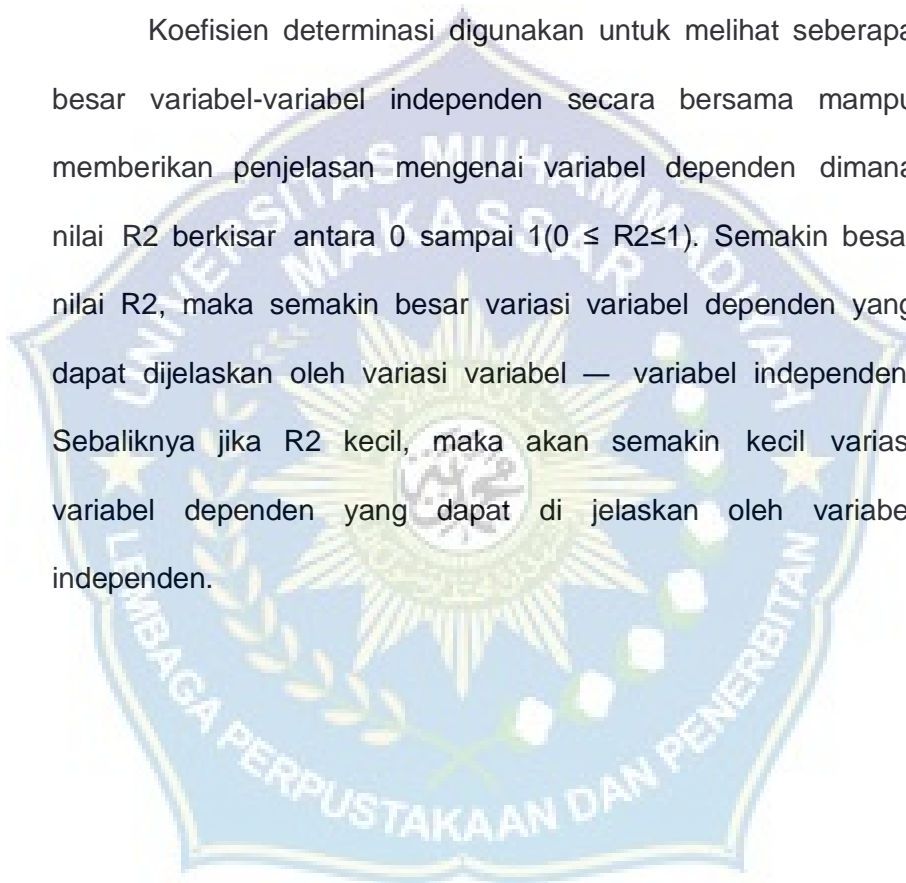 Koefisien determinasi digunakan untuk melihat seberapa
besar variabel-variabel independen secara bersama mampu
memberikan penjelasan mengenai variabel dependen dimana
nilai R2 berkisar antara 0 sampai 1(0 ≤ R2≤1). Semakin besa
nilai R2, maka semakin besar variasi variabel dependen yang
dapat dijelaskan oleh variasi variabel — variabel independen
Sebaliknya jika R2 kecil, maka akan semakin kecil varias
variabel dependen yang dapat di jelaskan oleh variabe
independen.
UNIVERSITAS MUHAMMADIYAH
MAKASSAR
LEMBAGA PERPUSTAKAAN DAN PENERBITAN